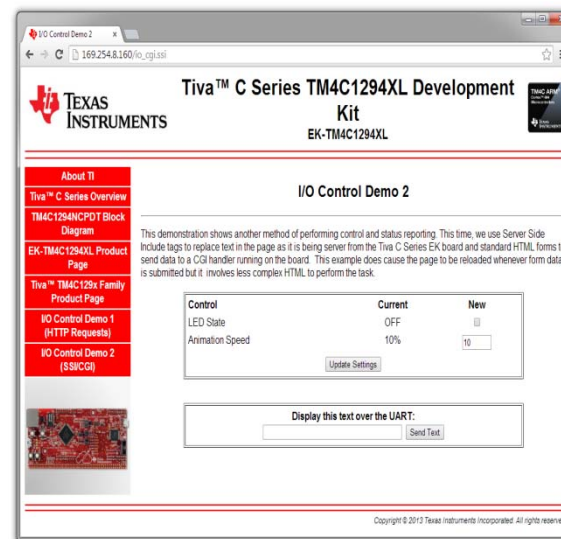 I/O Control Demo 2
169.254.8.160/io_cgi.ssi
TEXAS
INSTRUMENTS
Tiva™ C Series TM4C1294XL Development
Kit
EK-TM4C1294XL
About TI
Tiva™ C Series Overview
TM4C1294NCPDT Block
Diagram
EK-TM4C1294XL Product
Page
Tiva™ TM4C129x Family
Product Page
I/O Control Demo 1
(HTTP Requests)
I/O Control Demo 2
(SSI/CGI)
I/O Control Demo 2
This demonstration shows another method of performing control and status reporting. This time, we use Server Side
Include tags to replace text in the page as it is being server from the Tiva C Series EK board and standard HTML forms t
send data to a CGI handler running on the board. This example does cause the page to be reloaded whenever form data
is submitted but it involves less complex HTML to perform the task.
Control Current New
LED State OFF
Animation Speed 10% 10
Update Settings
Display this text over the UART:
Send Text
Copyright © 2013 Texas Instruments Incorporated. All rights reserve